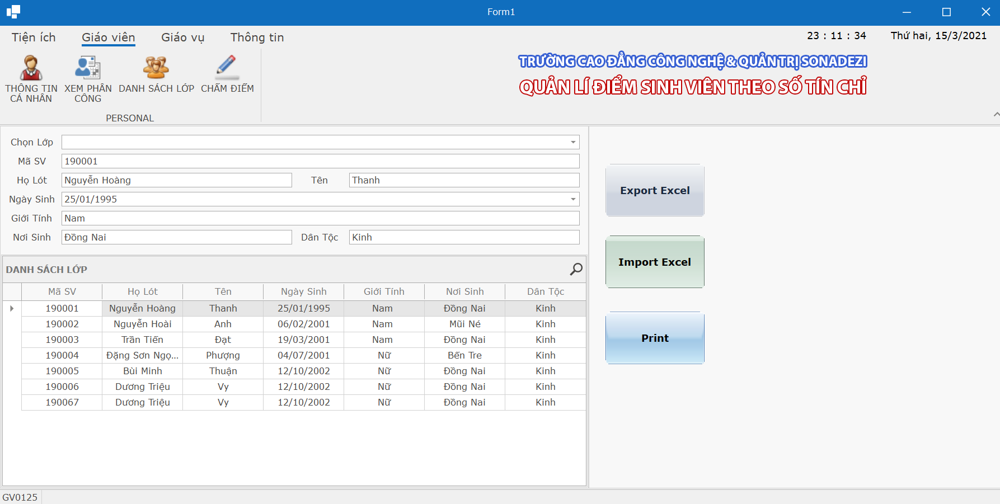 Form1
Tiện ích Giáo viên Giáo vụ Thông tin 23 : 11 : 34 Thứ hai, 15/3/2021
TRƯỜNG CAO ĐẲNG CÔNG NGHỆ & QUẢN TRỊ SONADEZI
QUẢN LÍ ĐIỂM SINH VIÊN THEO SỐ TÍN CHỈ
THÔNG TIN XEM PHÂN DANH SÁCH LỚP CHẤM ĐIỂM
CÁ NHÂN CÔNG
PERSONAL
Chọn Lớp
Mã SV 190001
Họ Lót Nguyễn Hoàng Tên Thanh
Ngày Sinh 25/01/1995
Giới Tính Nam
Nơi Sinh Đồng Nai Dân Tộc Kinh
Export Excel
Import Excel
Print
DANH SÁCH LỚP
Mã SV Họ Lót Tên Ngày Sinh Giới Tính Nơi Sinh Dân Tộc
190001 Nguyễn Hoàng Thanh 25/01/1995 Nam Đồng Nai Kinh
190002 Nguyễn Hoài Anh 06/02/2001 Nam Mũi Né Kinh
190003 Trần Tiến Đạt 19/03/2001 Nam Đồng Nai Kinh
190004 Đặng Sơn Ngọ... Phượng 04/07/2001 Nữ Bến Tre Kinh
190005 Bùi Minh Thuận 12/10/2002 Nữ Đồng Nai Kinh
190006 Dương Triệu Vy 12/10/2002 Nữ Đồng Nai Kinh
190067 Dương Triệu Vy 12/10/2002 Nữ Đồng Nai Kinh
GV0125